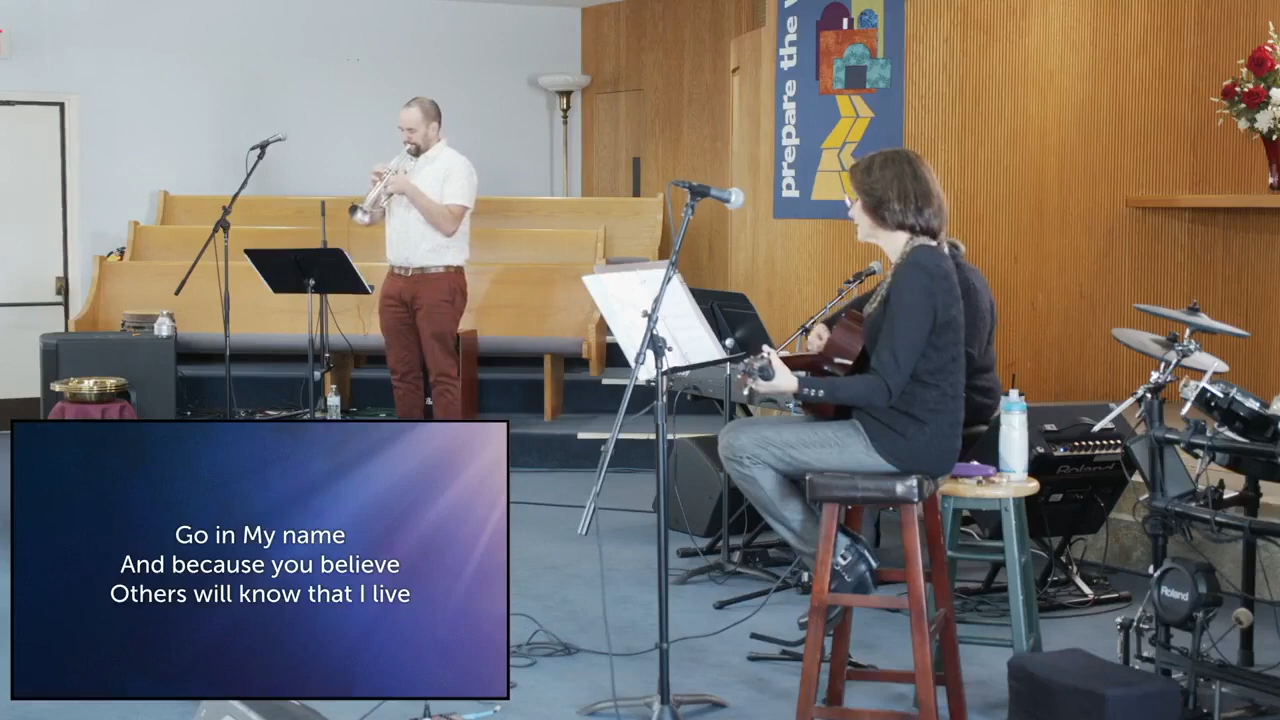 prepare the
Go in My name
And because you believe
Others will know that I live
Roland
Roland